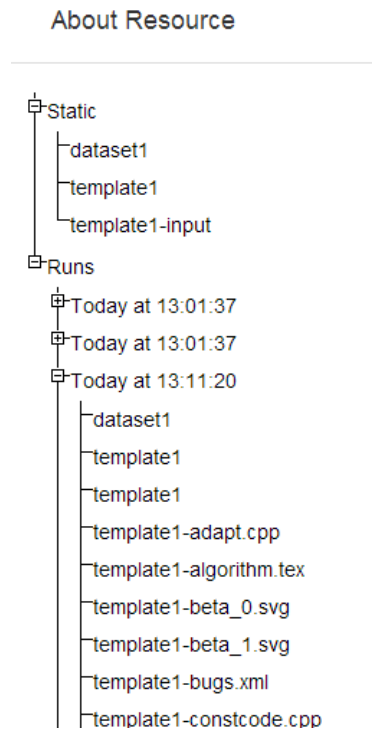 About Resource
Static
dataset1
template1
template1-input
Runs
Today at 13:01:37
Today at 13:01:37
Today at 13:11:20
dataset1
template1
template1
template1-adapt.cpp
template1-algorithm.tex
template1-beta_0.svg
template1-beta_1.svg
template1-bugs.xml
template1-constcode.cpp